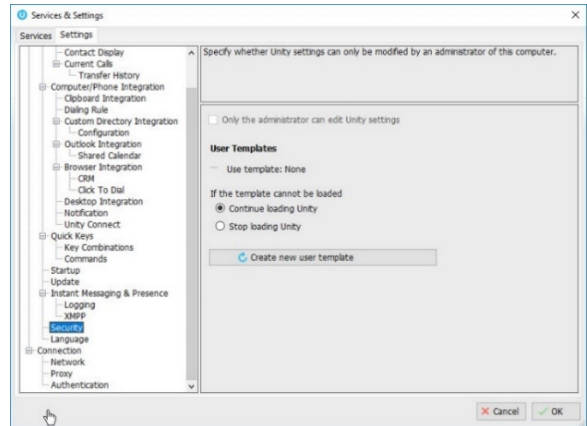 Services & Settings
Services Settings
Contact Display
Current Calls
Transfer History
Computer/Phone Integration
Clipboard Integration
Dialing Rule
Custom Directory Integration
Configuration
Outlook Integration
Shared Calendar
Browser Integration
CRM
Click To Dial
Desktop Integration
Notification
Unity Connect
Quick Keys
Key Combinations
Commands
Startup
Update
Instant Messaging & Presence
Logging
XMPP
Security
Language
Connection
Network
Proxy
Authentication
Specify whether Unity settings can only be modified by an administrator of this computer.
Only the administrator can edit Unity settings
User Templates
Use template: None
If the template cannot be loaded
Continue loading Unity
Stop loading Unity
Create new user template
Cancel OK